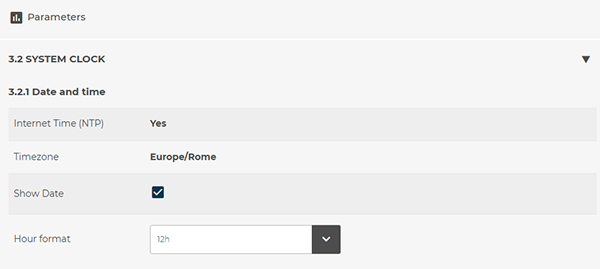 Parameters
3.2 SYSTEM CLOCK
3.2.1 Date and time
Internet Time (NTP) Yes
Timezone Europe/Rome
Show Date
Hour format 12h